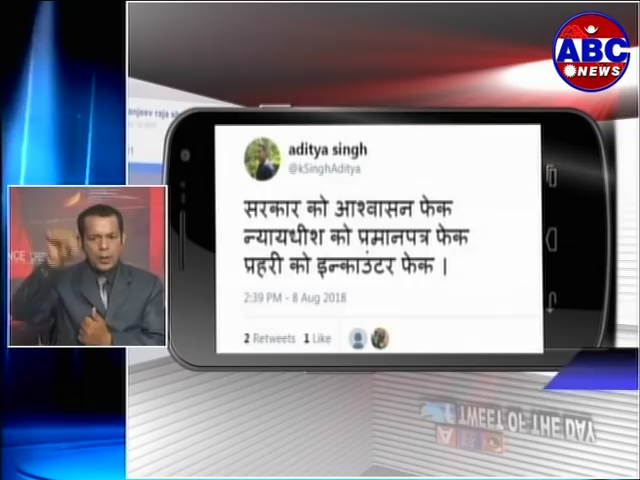 ABC
NEWS
aditya singh
@kSinghAditya
सरकार को आश्वासन फेक
न्यायधीश को प्रमानपत्र फेक
प्रहरी को इन्काउंटर फेक ।
2:39 PM - 8 Aug 2018
2 Retweets 1 Like
TWEET OF THE DAY